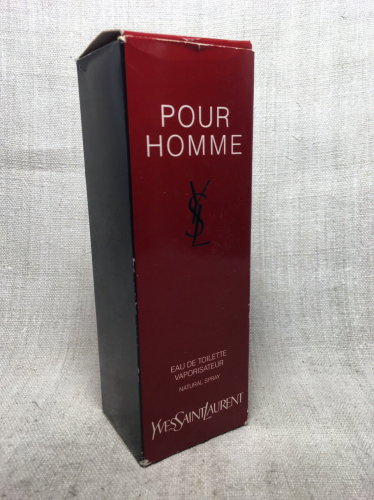 POUR
HOMME
YSL
EAU DE TOILETTE
VAPORISATEUR
NATURAL SPRAY
YVESSAINTLAURENT